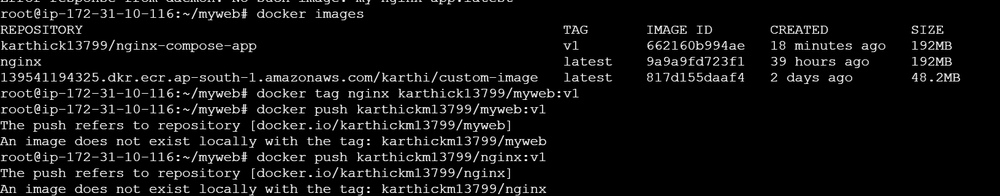 Error response from daemon: No such image: my-nginx-app:latest
root@ip-172-31-10-116:~/myweb# docker images
REPOSITORY TAG IMAGE ID CREATED SIZE
karthick13799/nginx-compose-app v1 662160b994ae 18 minutes ago 192MB
nginx latest 9a9a9fd723f1 39 hours ago 192MB
139541194325.dkr.ecr.ap-south-1.amazonaws.com/karthi/custom-image latest 817d155daaf4 2 days ago 48.2MB
root@ip-172-31-10-116:~/myweb# docker tag nginx karthick13799/myweb:v1
root@ip-172-31-10-116:~/myweb# docker push karthickm13799/myweb:v1
The push refers to repository [docker.io/karthickm13799/myweb]
An image does not exist locally with the tag: karthickm13799/myweb
root@ip-172-31-10-116:~/myweb# docker push karthickm13799/nginx:v1
The push refers to repository [docker.io/karthickm13799/nginx]
An image does not exist locally with the tag: karthickm13799/nginx